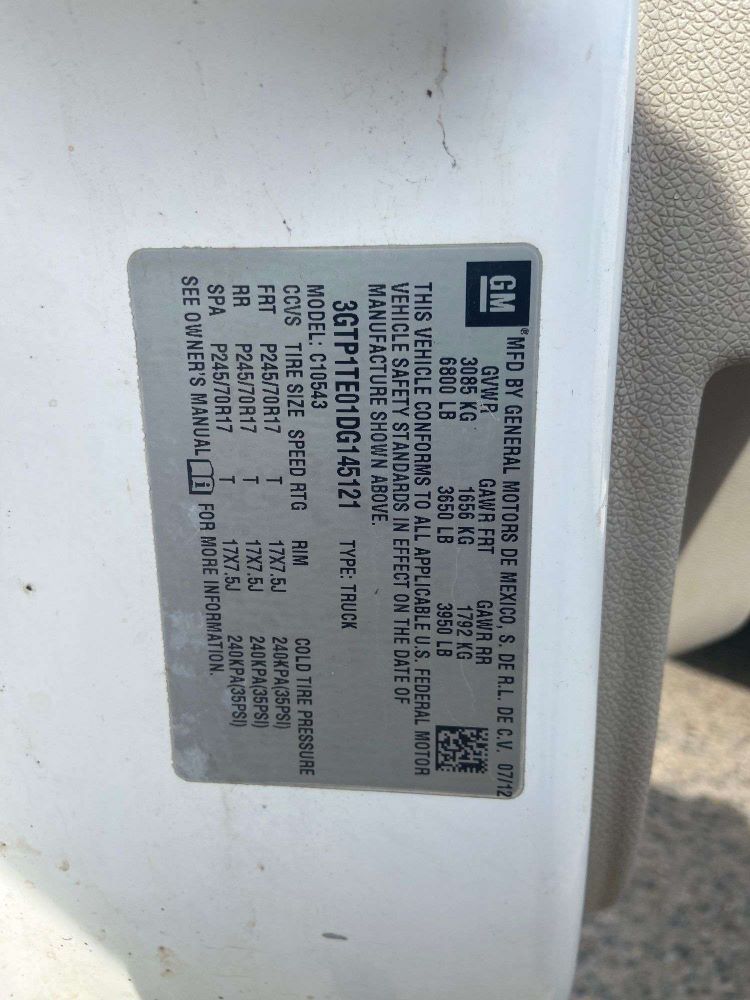 GM
®MFD BY GENERAL MOTORS DE MEXICO, S. DE R.L. DE C.V. 07/12
GVWR GAWR FRT GAWR RR
3085 KG 1656 KG 1792 KG
6800 LB 3650 LB 3950 LB
THIS VEHICLE CONFORMS TO ALL APPLICABLE U.S. FEDERAL MOTOR
VEHICLE SAFETY STANDARDS IN EFFECT ON THE DATE OF
MANUFACTURE SHOWN ABOVE.
3GTP1TE01DG145121 TYPE: TRUCK
MODEL: C10543
CCVS TIRE SIZE SPEED RTG RIM COLD TIRE PRESSURE
FRT P245/70R17 T 17X7.5J 240KPA(35PSI)
RR P245/70R17 T 17X7.5J 240KPA(35PSI)
SPA P245/70R17 T 17X7.5J 240KPA(35PSI)
SEE OWNER'S MANUAL i FOR MORE INFORMATION.